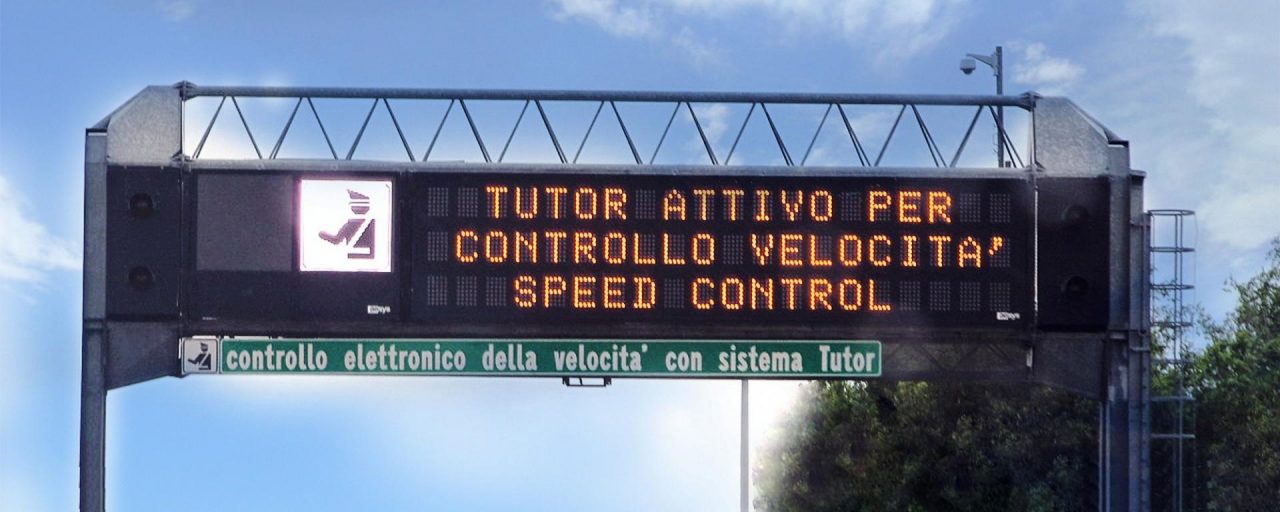 TUTOR ATTIVO PER
CONTROLLO VELOCITA'
SPEED CONTROL
controllo elettronico della velocita' con sistema Tutor